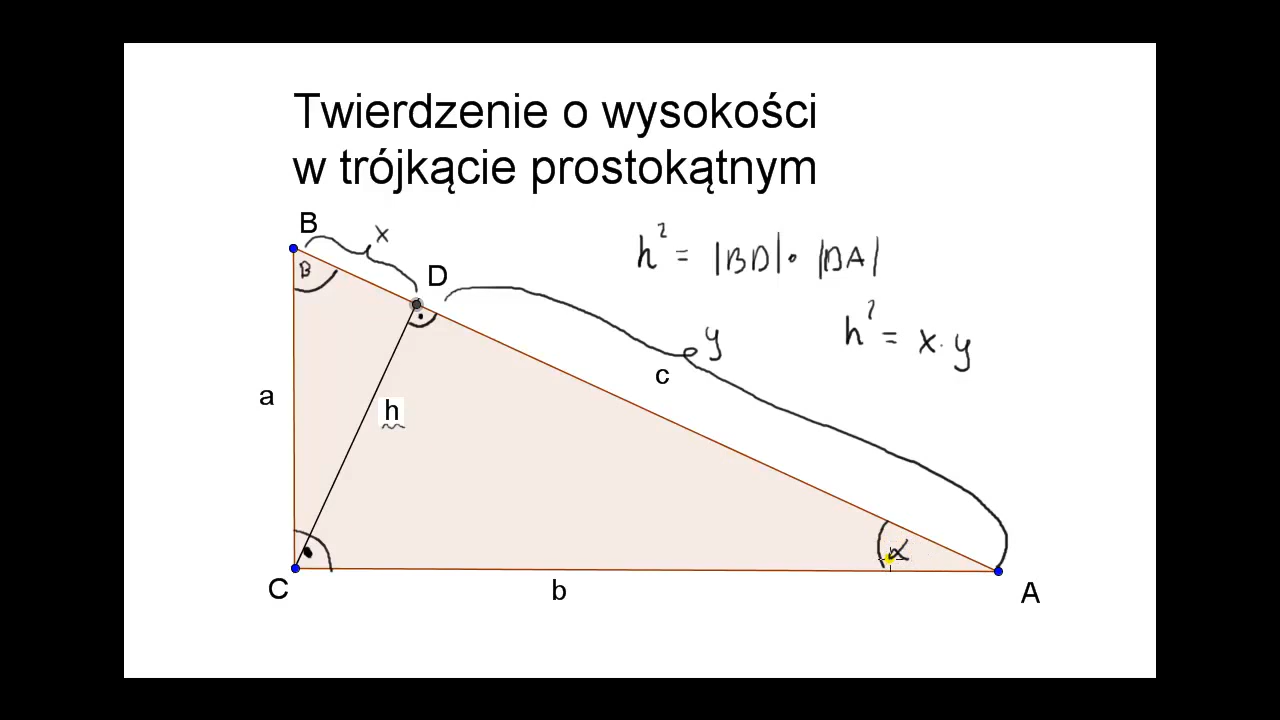 Twierdzenie o wysokości
w trójkącie prostokątnym
B
x
h² = |BD| • |DA|
β
D
h² = x · y
y
c
a
h
α
C
b
A